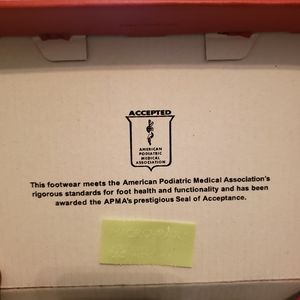 ACCEPTED
AMERICAN
PODIATRIC
MEDICAL
ASSOCIATION
This footwear meets the American Podiatric Medical Association's
rigorous standards for foot health and functionality and has been
awarded the APMA's prestigious Seal of Acceptance.